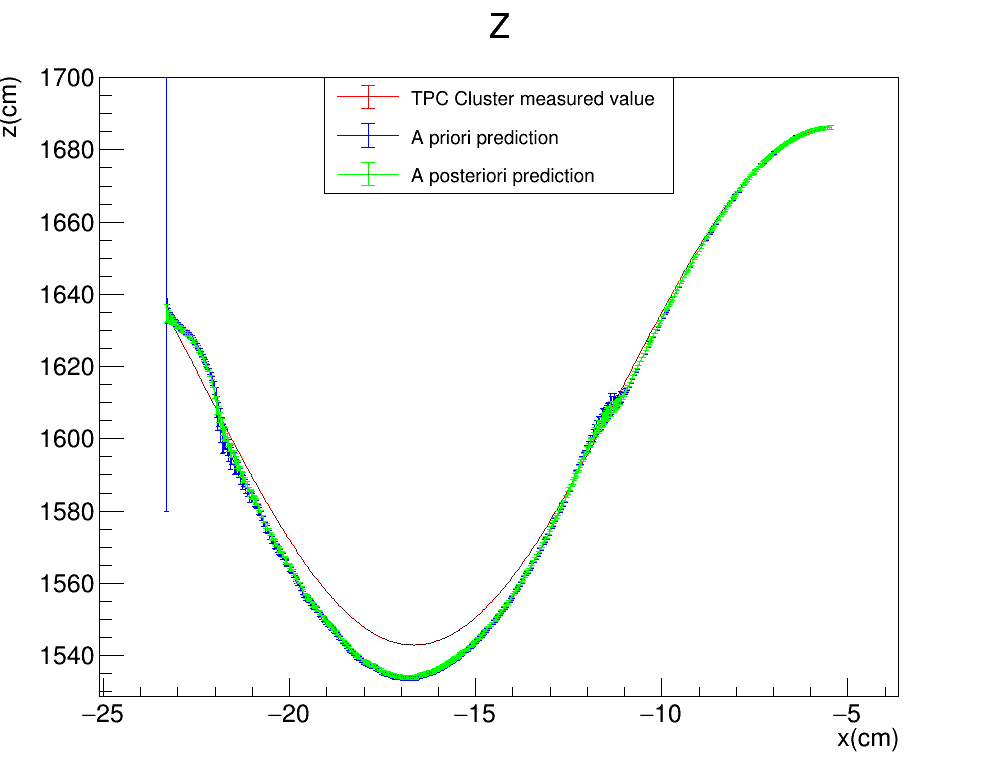 Z
z(cm)
1700
1680
1660
1640
1620
1600
1580
1560
1540
TPC Cluster measured value
A priori prediction
A posteriori prediction
−25 −20 −15 −10 −5
x(cm)